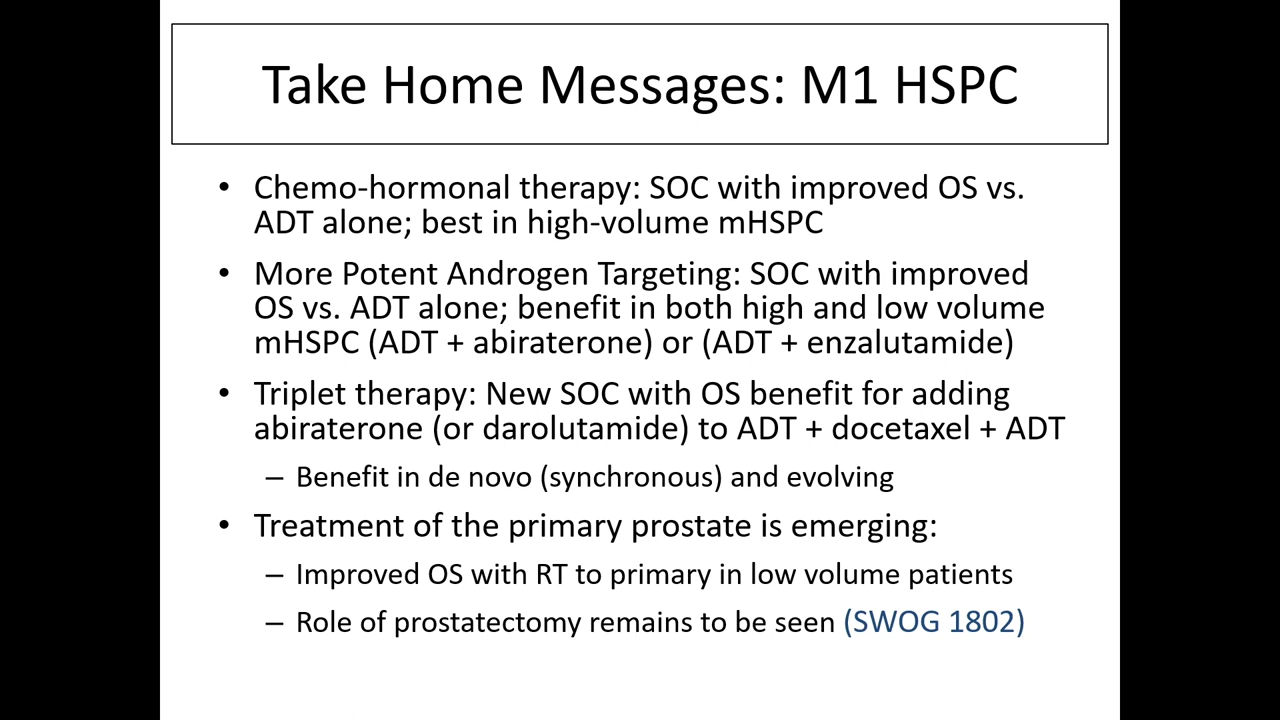 Take Home Messages: M1 HSPC
• Chemo-hormonal therapy: SOC with improved OS vs.
ADT alone; best in high-volume mHSPC
• More Potent Androgen Targeting: SOC with improved
OS vs. ADT alone; benefit in both high and low volume
mHSPC (ADT + abiraterone) or (ADT + enzalutamide)
• Triplet therapy: New SOC with OS benefit for adding
abiraterone (or darolutamide) to ADT + docetaxel + ADT
– Benefit in de novo (synchronous) and evolving
• Treatment of the primary prostate is emerging:
– Improved OS with RT to primary in low volume patients
– Role of prostatectomy remains to be seen (SWOG 1802)